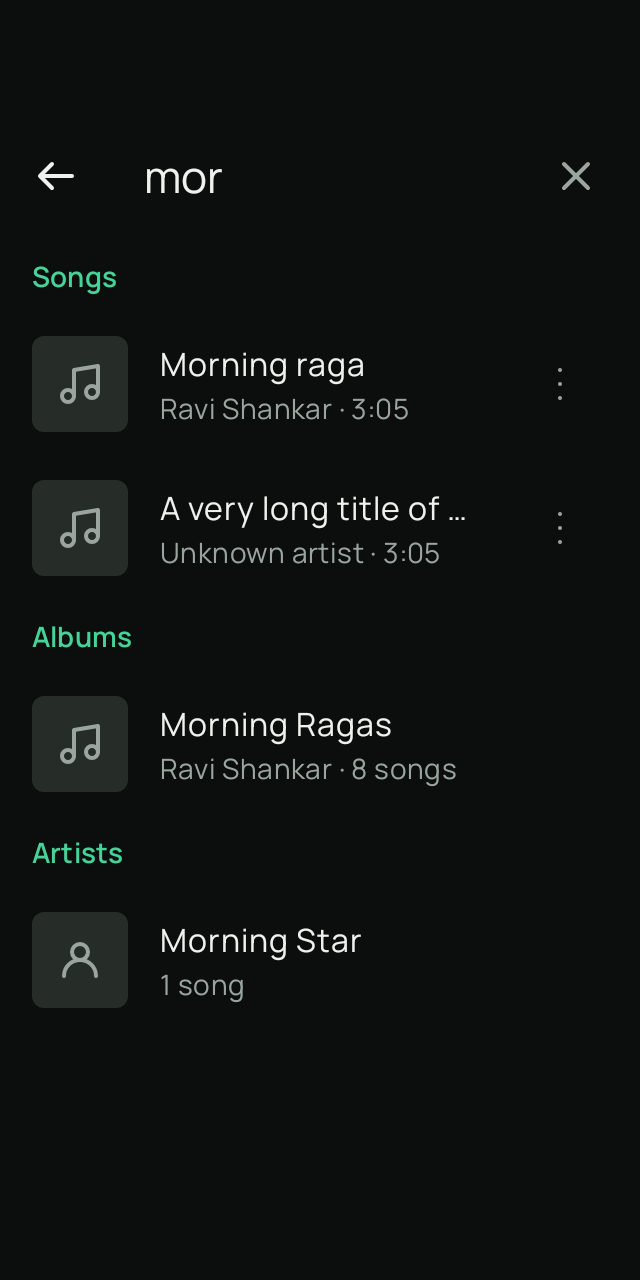 mor
Songs
Morning raga
Ravi Shankar · 3:05
A very long title of …
Unknown artist · 3:05
Albums
Morning Ragas
Ravi Shankar · 8 songs
Artists
Morning Star
1 song